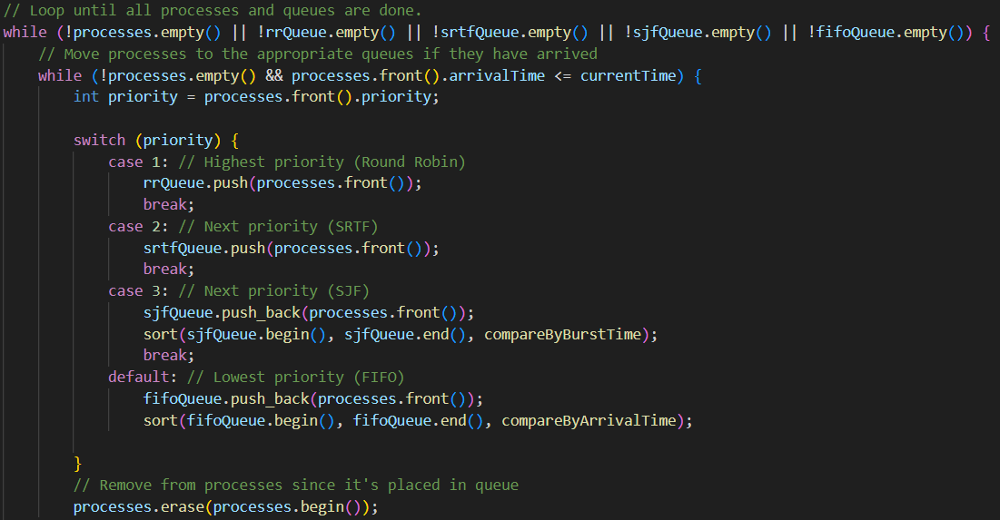 // Loop until all processes and queues are done.
while (!processes.empty() || !rrQueue.empty() || !srtfQueue.empty() || !sjfQueue.empty() || !fifoQueue.empty()) {
    // Move processes to the appropriate queues if they have arrived
    while (!processes.empty() && processes.front().arrivalTime <= currentTime) {
        int priority = processes.front().priority;

        switch (priority) {
            case 1: // Highest priority (Round Robin)
                rrQueue.push(processes.front());
                break;
            case 2: // Next priority (SRTF)
                srtfQueue.push(processes.front());
                break;
            case 3: // Next priority (SJF)
                sjfQueue.push_back(processes.front());
                sort(sjfQueue.begin(), sjfQueue.end(), compareByBurstTime);
                break;
            default: // Lowest priority (FIFO)
                fifoQueue.push_back(processes.front());
                sort(fifoQueue.begin(), fifoQueue.end(), compareByArrivalTime);

        }
        // Remove from processes since it's placed in queue
        processes.erase(processes.begin());